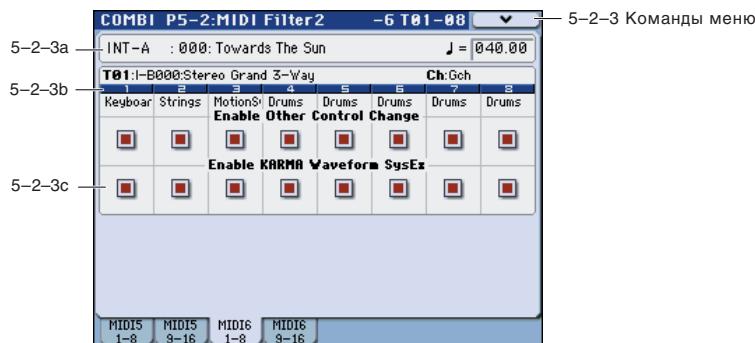 COMBI P5-2:MIDI Filter2 -6 T01-08
5–2–3 Команды меню
5–2–3a
INT-A : 000: Towards The Sun ♩ = 040.00
T01:I-B000:Stereo Grand 3-Way Ch:Gch
5–2–3b
1 2 3 4 5 6 7 8
Keyboar Strings MotionS Drums Drums Drums Drums Drums
Enable Other Control Change
Enable KARMA Waveform SysEx
5–2–3c
MIDI5 1-8 MIDI5 9-16 MIDI6 1-8 MIDI6 9-16